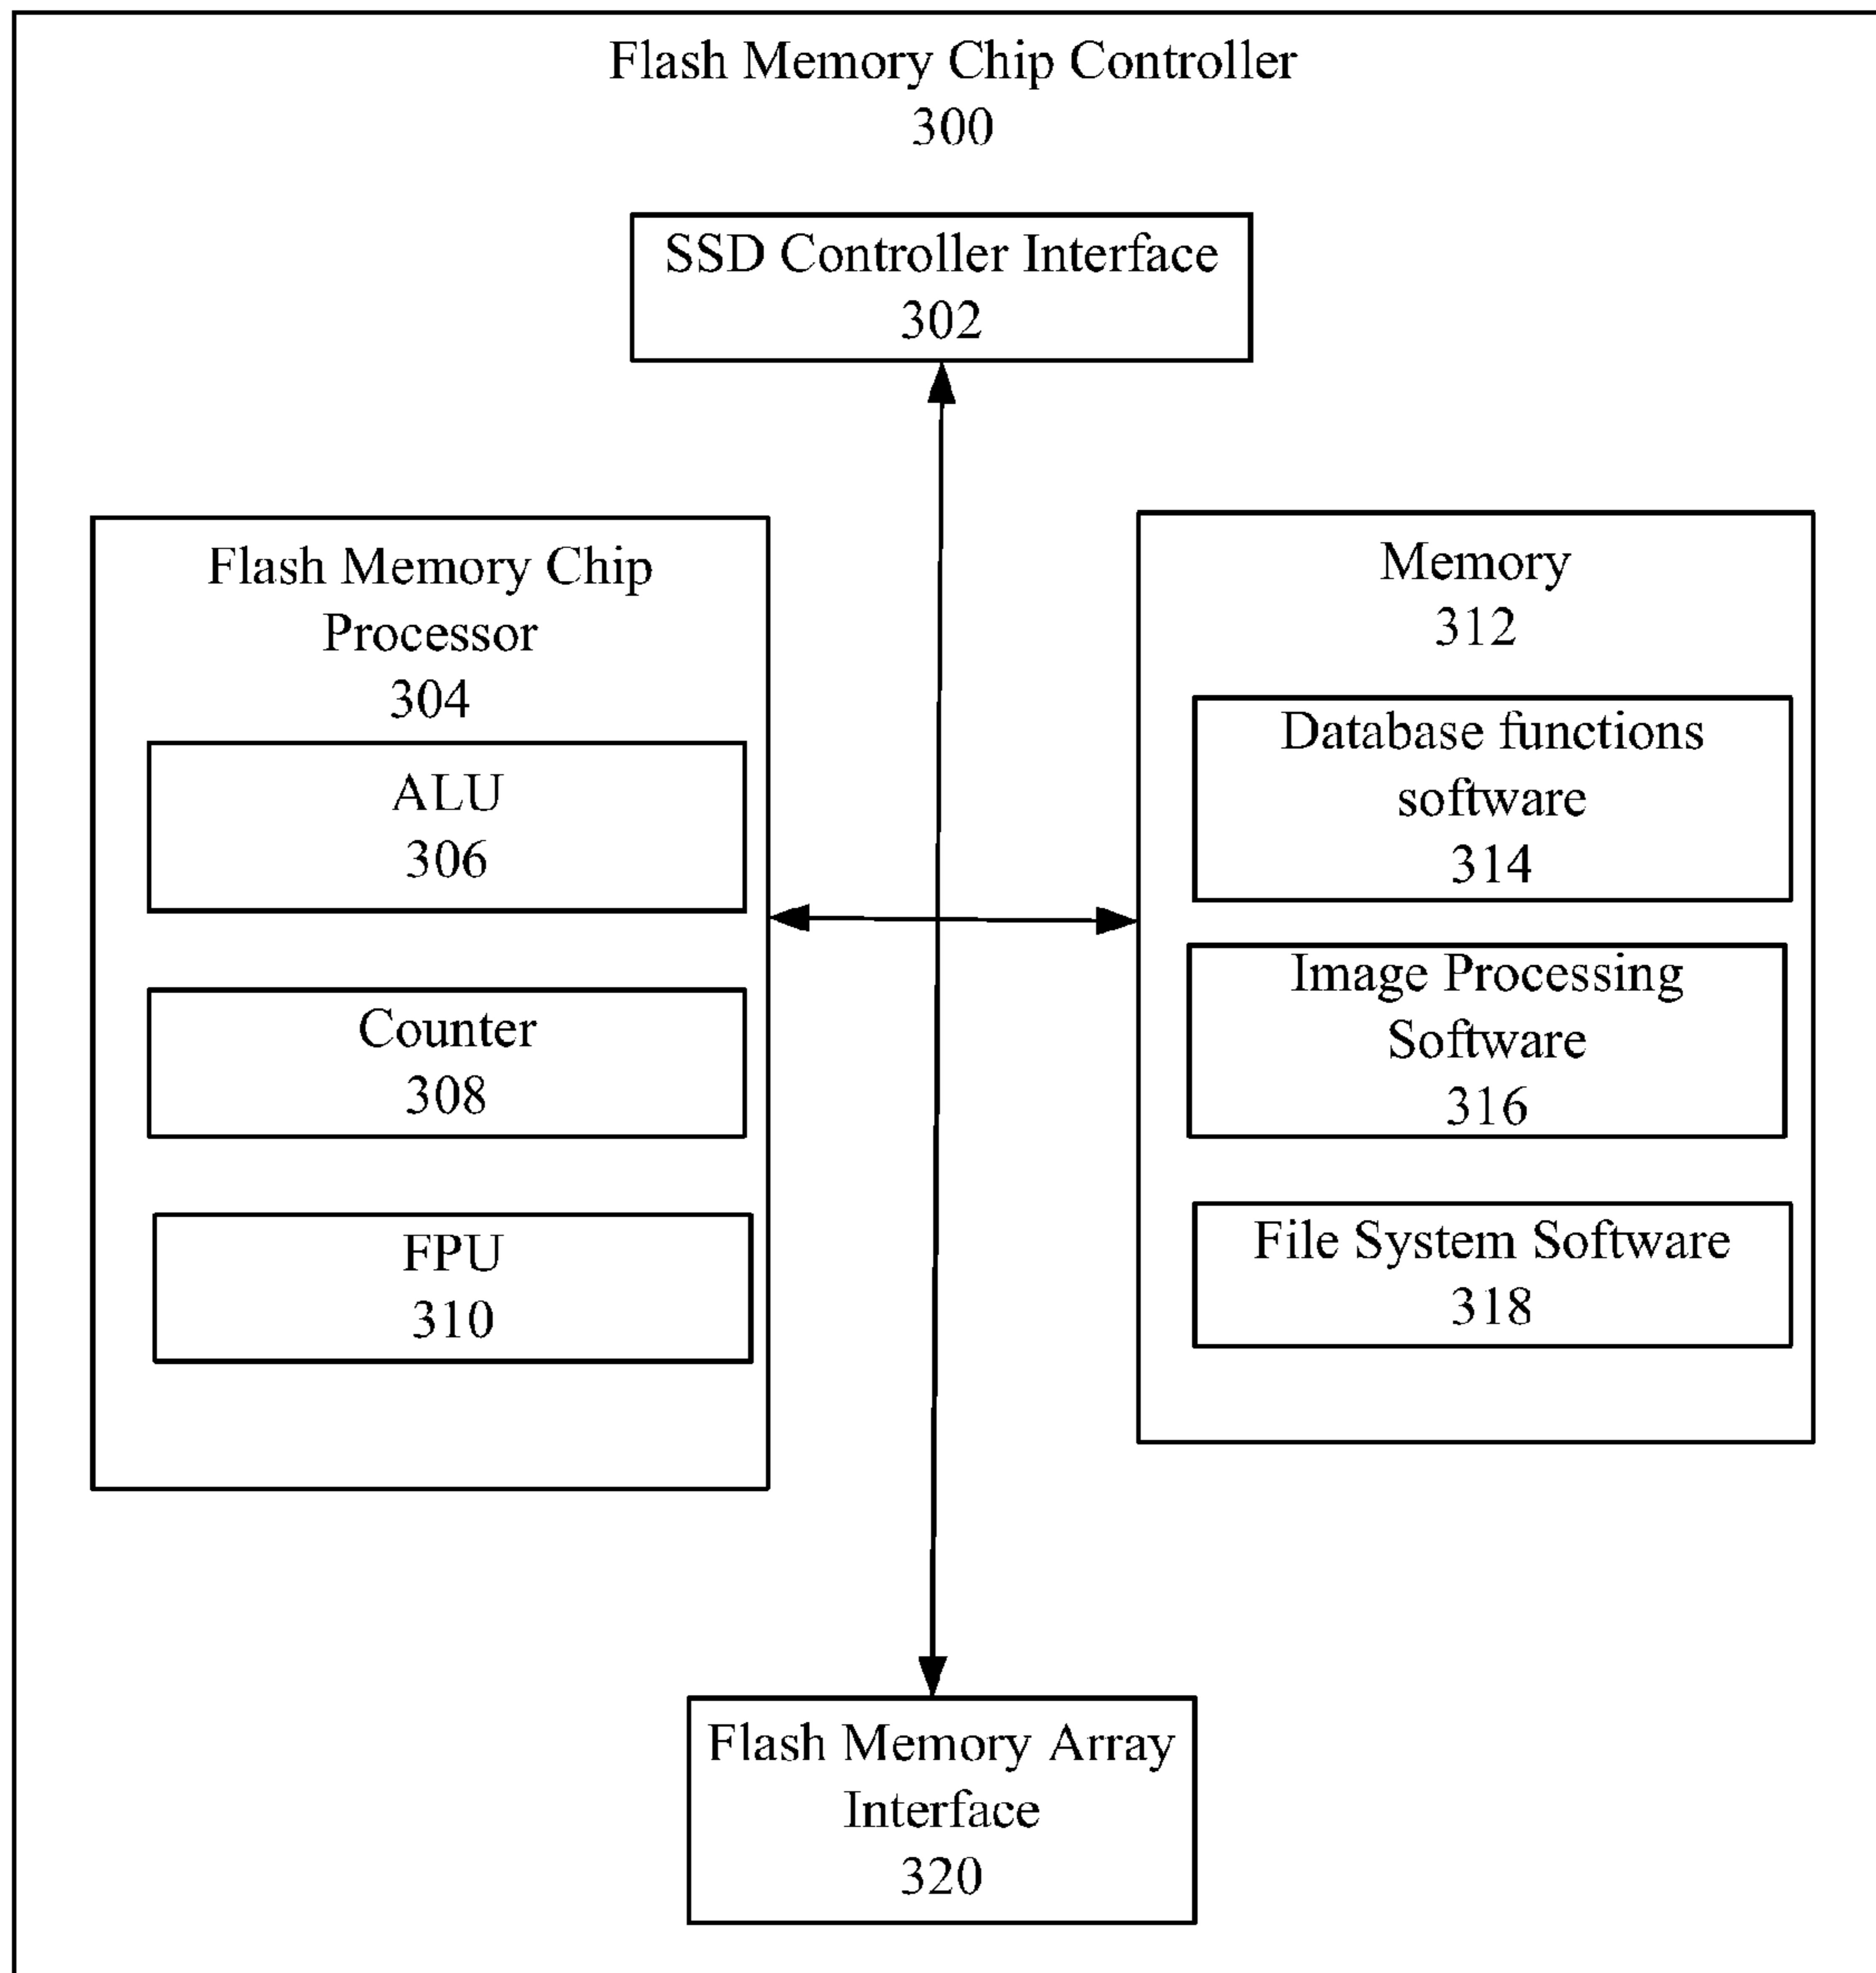 Flash Memory Chip Controller
300
SSD Controller Interface
302
Flash Memory Chip
Processor
304
ALU
306
Counter
308
FPU
310
Memory
312
Database functions
software
314
Image Processing
Software
316
File System Software
318
Flash Memory Array
Interface
320